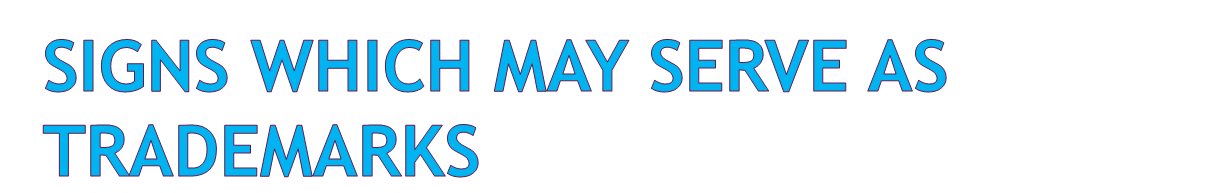 SIGNS WHICH MAY SERVE AS
TRADEMARKS